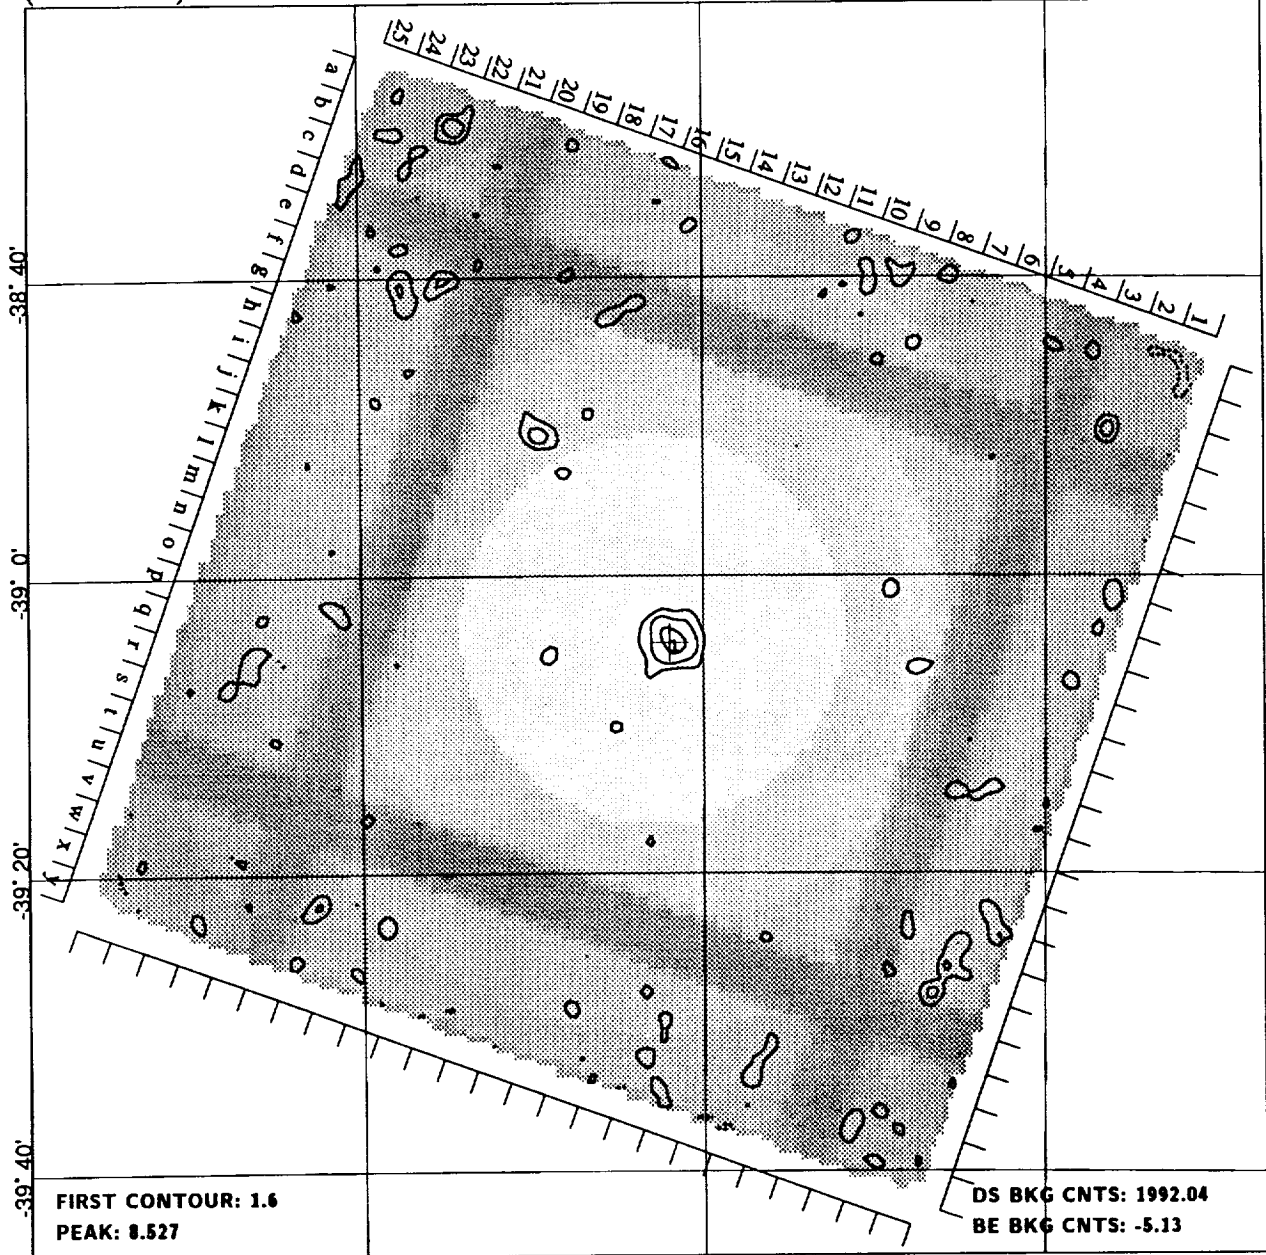 25 24 23 22 21 20 19 18 17 16 15 14 13 12 11 10 9 8 7 6 5 4 3 2 1
a b c d e f g h i j k l m n o p q r s t u v w x y
-38° 40'
-39° 0'
-39° 20'
-39° 40'
FIRST CONTOUR: 1.6
PEAK: 8.527
DS BKG CNTS: 1992.04
BE BKG CNTS: -5.13